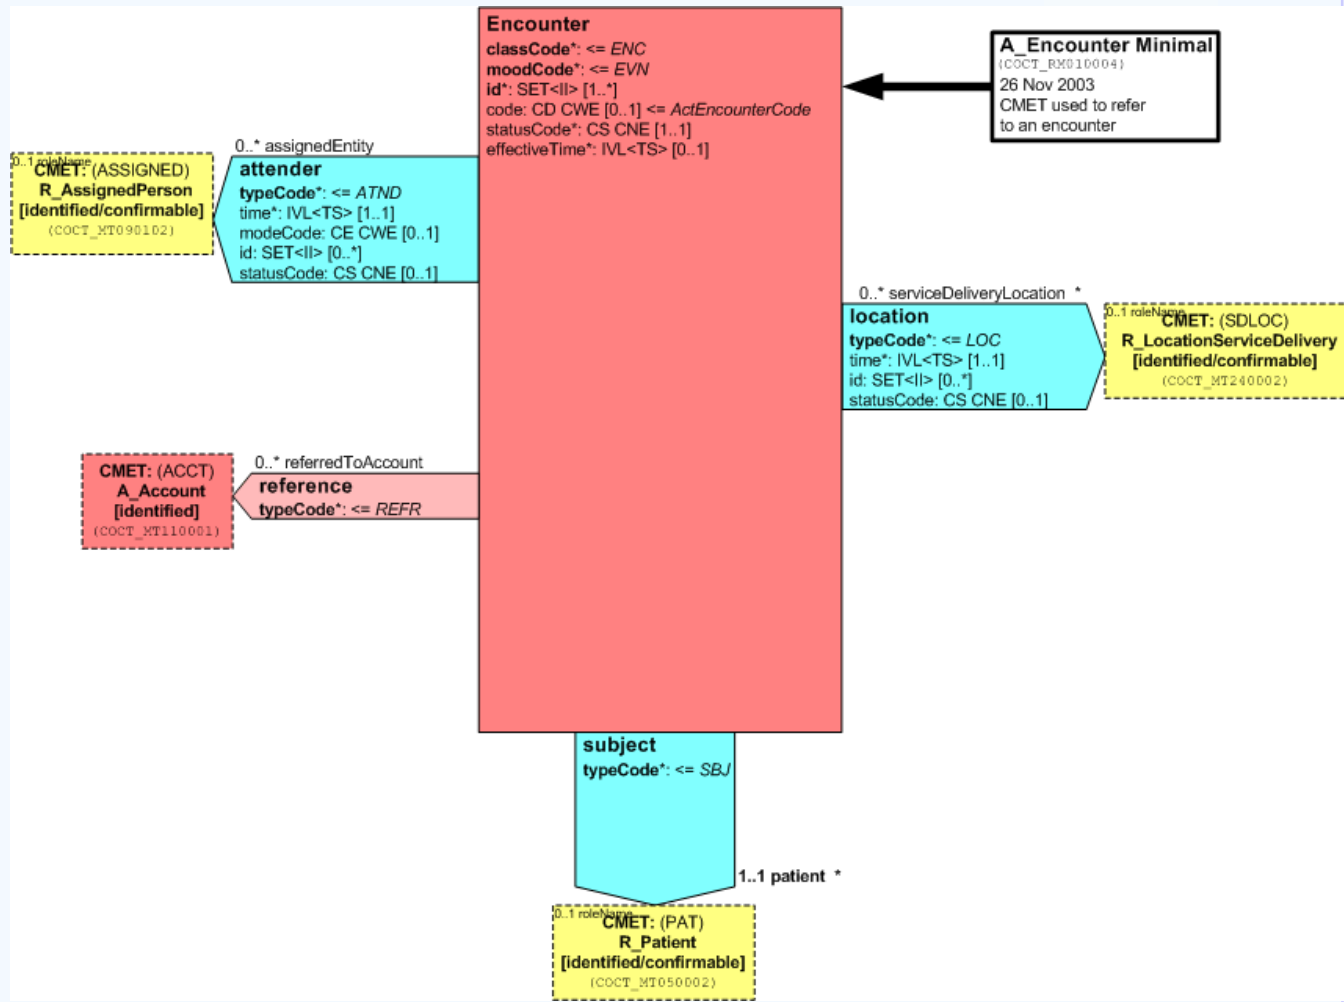 Encounter
classCode*: <= ENC
moodCode*: <= EVN
id*: SET<II> [1..*]
code: CD CWE [0..1] <= ActEncounterCode
statusCode*: CS CNE [1..1]
effectiveTime*: IVL<TS> [0..1]
A_Encounter Minimal
(COCT_RM010004)
26 Nov 2003
CMET used to refer
to an encounter
0..* assignedEntity
attender
typeCode*: <= ATND
time*: IVL<TS> [1..1]
modeCode: CE CWE [0..1]
id: SET<II> [0..*]
statusCode: CS CNE [0..1]
0..1 roleName
CMET: (ASSIGNED)
R_AssignedPerson
[identified/confirmable]
(COCT_MT090102)
0..* serviceDeliveryLocation *
location
typeCode*: <= LOC
time*: IVL<TS> [1..1]
id: SET<II> [0..*]
statusCode: CS CNE [0..1]
0..1 roleName
CMET: (SDLOC)
R_LocationServiceDelivery
[identified/confirmable]
(COCT_MT240002)
0..* referredToAccount
reference
typeCode*: <= REFR
CMET: (ACCT)
A_Account
[identified]
(COCT_MT110001)
subject
typeCode*: <= SBJ
1..1 patient *
0..1 roleName
CMET: (PAT)
R_Patient
[identified/confirmable]
(COCT_MT050002)